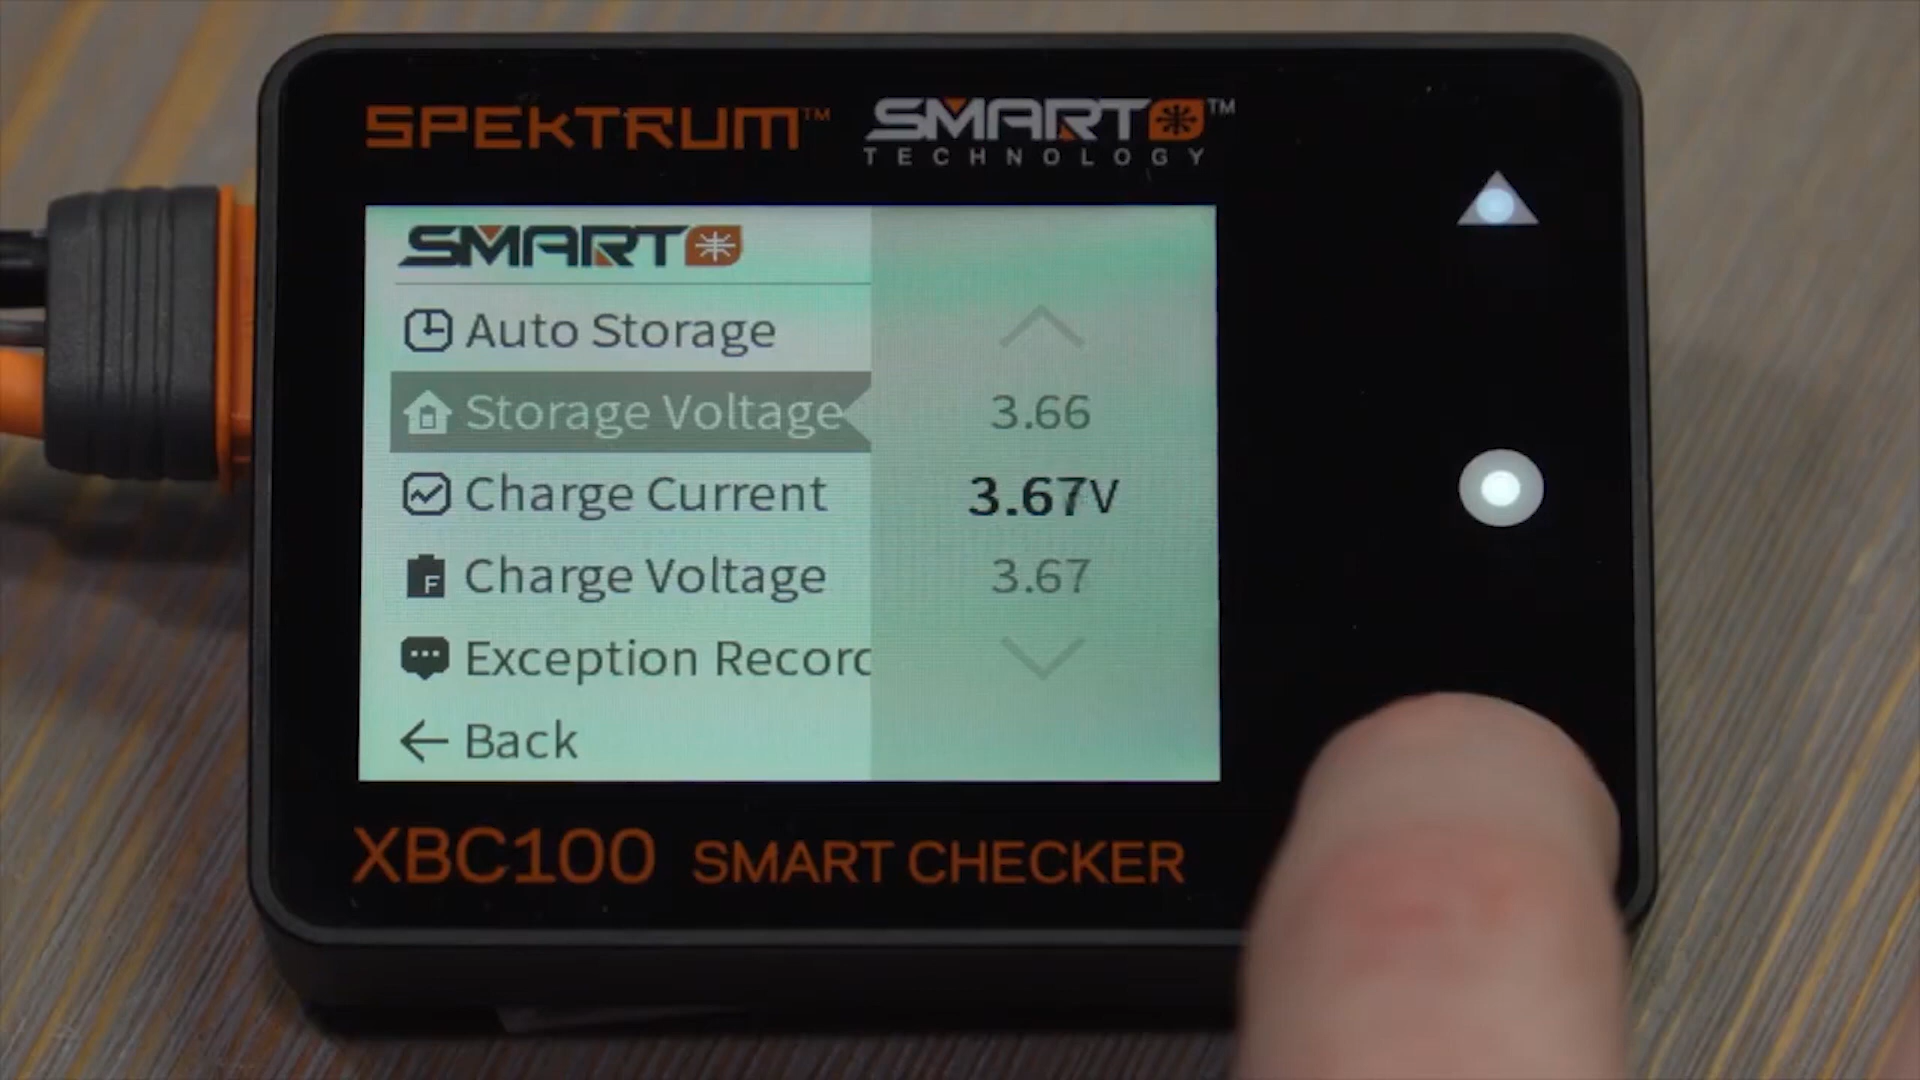 SPEKTRUM™ SMART™
TECHNOLOGY
SMART
Auto Storage
Storage Voltage 3.66
Charge Current 3.67V
F Charge Voltage 3.67
Exception Recorc
Back
XBC100 SMART CHECKER